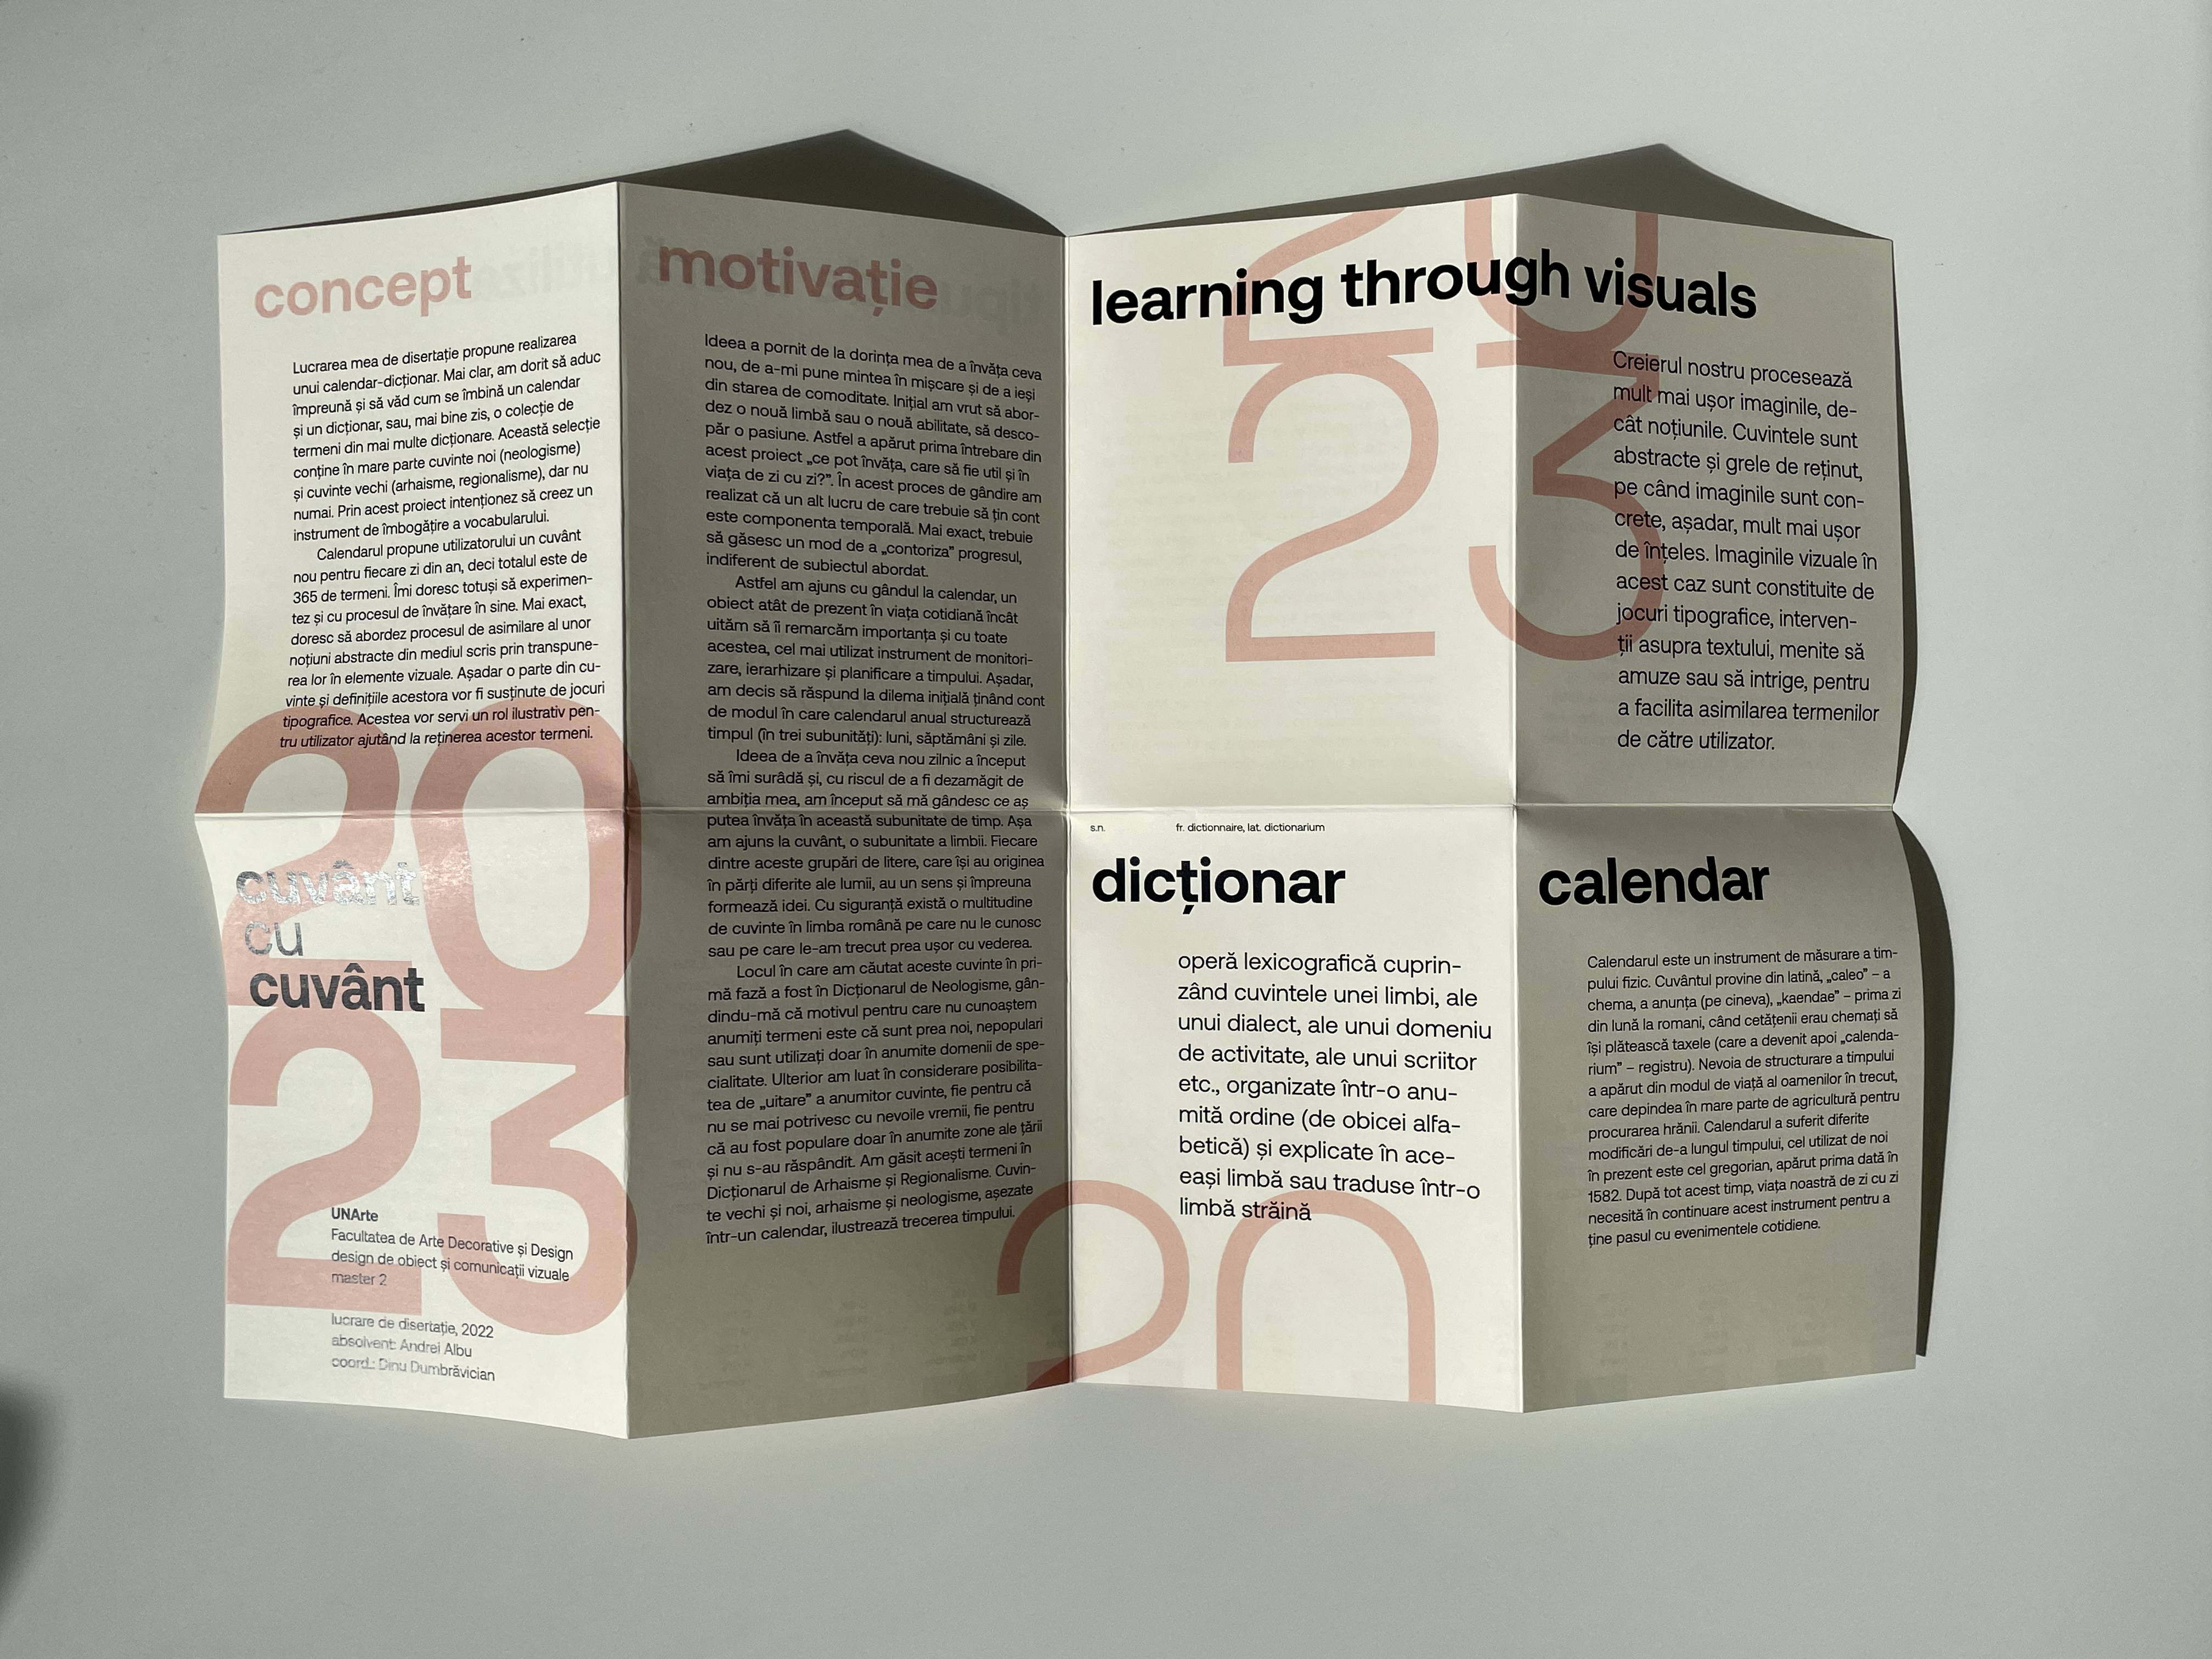 concept
Lucrarea mea de disertație propune realizarea
unui calendar-dicționar. Mai clar, am dorit să aduc
împreună și să văd cum se îmbină un calendar
și un dicționar, sau, mai bine zis, o colecție de
termeni din mai multe dicționare. Această selecție
conține în mare parte cuvinte noi (neologisme)
și cuvinte vechi (arhaisme, regionalisme), dar nu
numai. Prin acest proiect intenționez să creez un
instrument de îmbogățire a vocabularului.
Calendarul propune utilizatorului un cuvânt
nou pentru fiecare zi din an, deci totalul este de
365 de termeni. Îmi doresc totuși să experimen-
tez și cu procesul de învățare în sine. Mai exact,
doresc să abordez procesul de asimilare al unor
noțiuni abstracte din mediul scris prin transpune-
rea lor în elemente vizuale. Așadar o parte din cu-
vinte și definițiile acestora vor fi susținute de jocuri
tipografice. Acestea vor servi un rol ilustrativ pen-
tru utilizator ajutând la reținerea acestor termeni.
20
23
cuvânt
cu
cuvânt
UNArte
Facultatea de Arte Decorative și Design
design de obiect și comunicații vizuale
master 2
lucrare de disertație, 2022
absolvent: Andrei Albu
coord.: Dinu Dumbrăvician
motivație
Ideea a pornit de la dorința mea de a învăța ceva
nou, de a-mi pune mintea în mișcare și de a ieși
din starea de comoditate. Inițial am vrut să abor-
dez o nouă limbă sau o nouă abilitate, să desco-
păr o pasiune. Astfel a apărut prima întrebare din
acest proiect „ce pot învăța, care să fie util și în
viața de zi cu zi?”. În acest proces de gândire am
realizat că un alt lucru de care trebuie să țin cont
este componenta temporală. Mai exact, trebuie
să găsesc un mod de a „contoriza” progresul,
indiferent de subiectul abordat.
Astfel am ajuns cu gândul la calendar, un
obiect atât de prezent în viața cotidiană încât
uităm să îi remarcăm importanța și cu toate
acestea, cel mai utilizat instrument de monitori-
zare, ierarhizare și planificare a timpului. Așadar,
am decis să răspund la dilema inițială ținând cont
de modul în care calendarul anual structurează
timpul (în trei subunități): luni, săptămâni și zile.
Ideea de a învăța ceva nou zilnic a început
să îmi surâdă și, cu riscul de a fi dezamăgit de
ambiția mea, am început să mă gândesc ce aș
putea învăța în această subunitate de timp. Așa
am ajuns la cuvânt, o subunitate a limbii. Fiecare
dintre aceste grupări de litere, care își au originea
în părți diferite ale lumii, au un sens și împreuna
formează idei. Cu siguranță există o multitudine
de cuvinte în limba română pe care nu le cunosc
sau pe care le-am trecut prea ușor cu vederea.
Locul în care am căutat aceste cuvinte în pri-
mă fază a fost în Dicționarul de Neologisme, gân-
dindu-mă că motivul pentru care nu cunoaștem
anumiți termeni este că sunt prea noi, nepopulari
sau sunt utilizați doar în anumite domenii de spe-
cialitate. Ulterior am luat în considerare posibilita-
tea de „uitare” a anumitor cuvinte, fie pentru că
nu se mai potrivesc cu nevoile vremii, fie pentru
că au fost populare doar în anumite zone ale țării
și nu s-au răspândit. Am găsit acești termeni în
Dicționarul de Arhaisme și Regionalisme. Cuvin-
te vechi și noi, arhaisme și neologisme, așezate
într-un calendar, ilustrează trecerea timpului.
learning through visuals
20
23
Creierul nostru procesează
mult mai ușor imaginile, de-
cât noțiunile. Cuvintele sunt
abstracte și grele de reținut,
pe când imaginile sunt con-
crete, așadar, mult mai ușor
de înțeles. Imaginile vizuale în
acest caz sunt constituite de
jocuri tipografice, interven-
ții asupra textului, menite să
amuze sau să intrige, pentru
a facilita asimilarea termenilor
de către utilizator.
s.n. fr. dictionnaire, lat. dictionarium
dicționar
operă lexicografică cuprin-
zând cuvintele unei limbi, ale
unui dialect, ale unui domeniu
de activitate, ale unui scriitor
etc., organizate într-o anu-
mită ordine (de obicei alfa-
betică) și explicate în ace-
eași limbă sau traduse într-o
limbă străină
20
calendar
Calendarul este un instrument de măsurare a tim-
pului fizic. Cuvântul provine din latină, „caleo” – a
chema, a anunța (pe cineva), „kaendae” – prima zi
din lună la romani, când cetățenii erau chemați să
își plătească taxele (care a devenit apoi „calenda-
rium” – registru). Nevoia de structurare a timpului
a apărut din modul de viață al oamenilor în trecut,
care depindea în mare parte de agricultură pentru
procurarea hrănii. Calendarul a suferit diferite
modificări de-a lungul timpului, cel utilizat de noi
în prezent este cel gregorian, apărut prima dată în
1582. După tot acest timp, viața noastră de zi cu zi
necesită în continuare acest instrument pentru a
ține pasul cu evenimentele cotidiene.